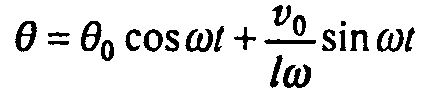 θ = θ₀ cos ωt + v₀/(lω) sin ωt